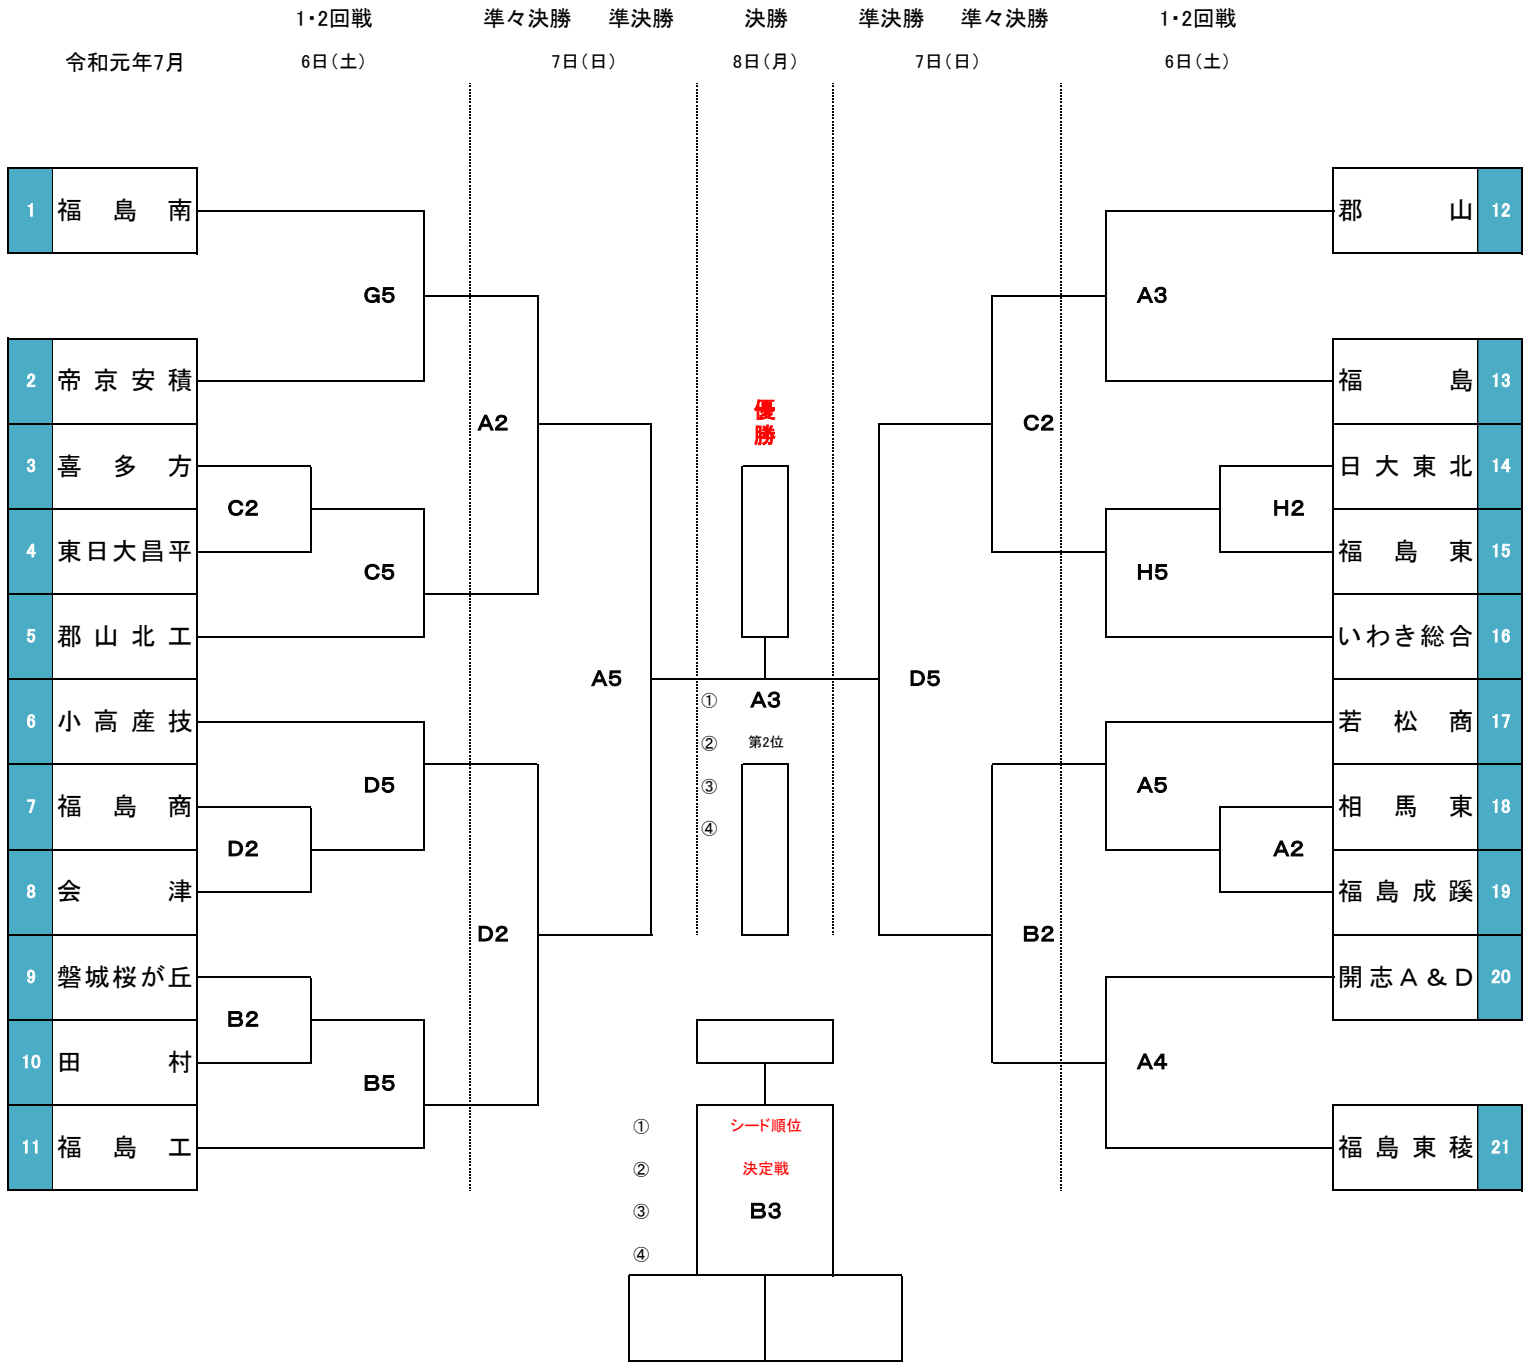 1・2回戦 準々決勝 準決勝 決勝 準決勝 準々決勝 1・2回戦
令和元年7月 6日（土） 7日（日） 8日（月） 7日（日） 6日（土）
1 福島南 郡山 12
G5 A3
2 帝京安積 福島 13
優
勝
A2 C2
3 喜多方 日大東北 14
C2 H2
4 東日大昌平 福島東 15
C5 H5
5 郡山北工 いわき総合 16
A5 D5
① A3
6 小高産技 若松商 17
② 第2位
D5 ③ A5
7 福島商 相馬東 18
④
D2 A2
8 会津 福島成蹊 19
D2 B2
9 磐城桜が丘 開志A＆D 20
B2
10 田村 A4
B5
① シード順位
11 福島工 福島東稜 21
② 決定戦
③ B3
④